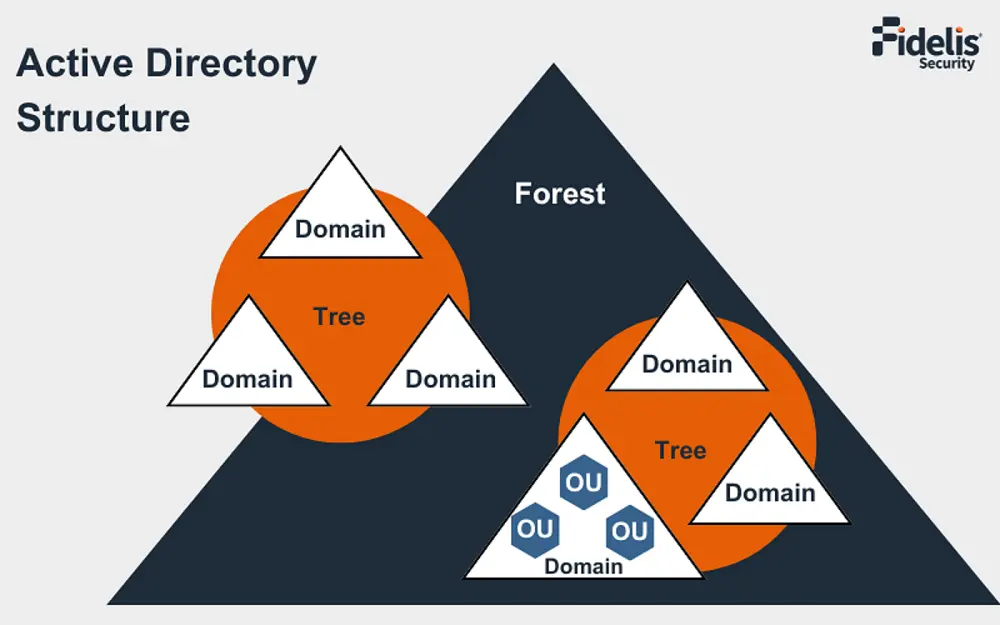 Active Directory
Structure
Fidelis
Security
Forest
Domain
Tree
Domain
Domain
Domain
Tree
OU
Domain
OU
OU
Domain